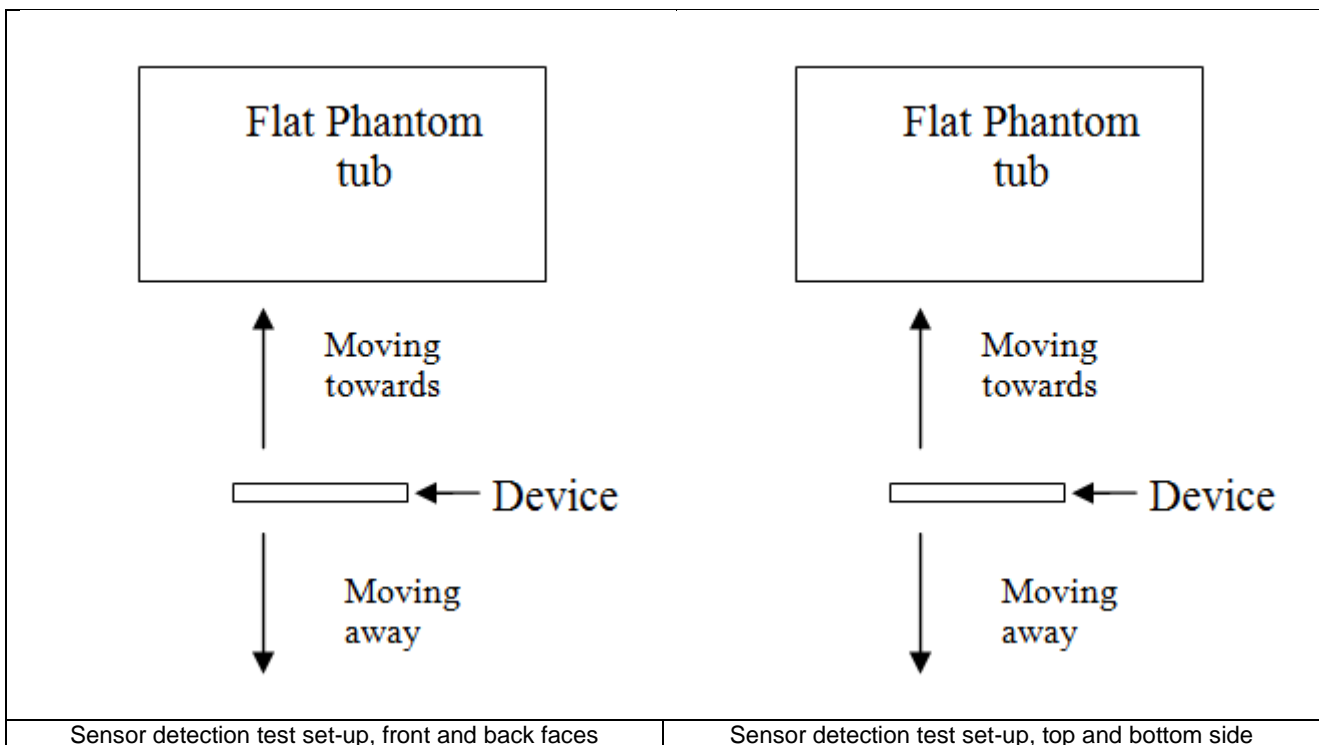 Flat Phantom
tub
Moving
towards
Device
Moving
away
Sensor detection test set-up, front and back faces
Flat Phantom
tub
Moving
towards
Device
Moving
away
Sensor detection test set-up, top and bottom side